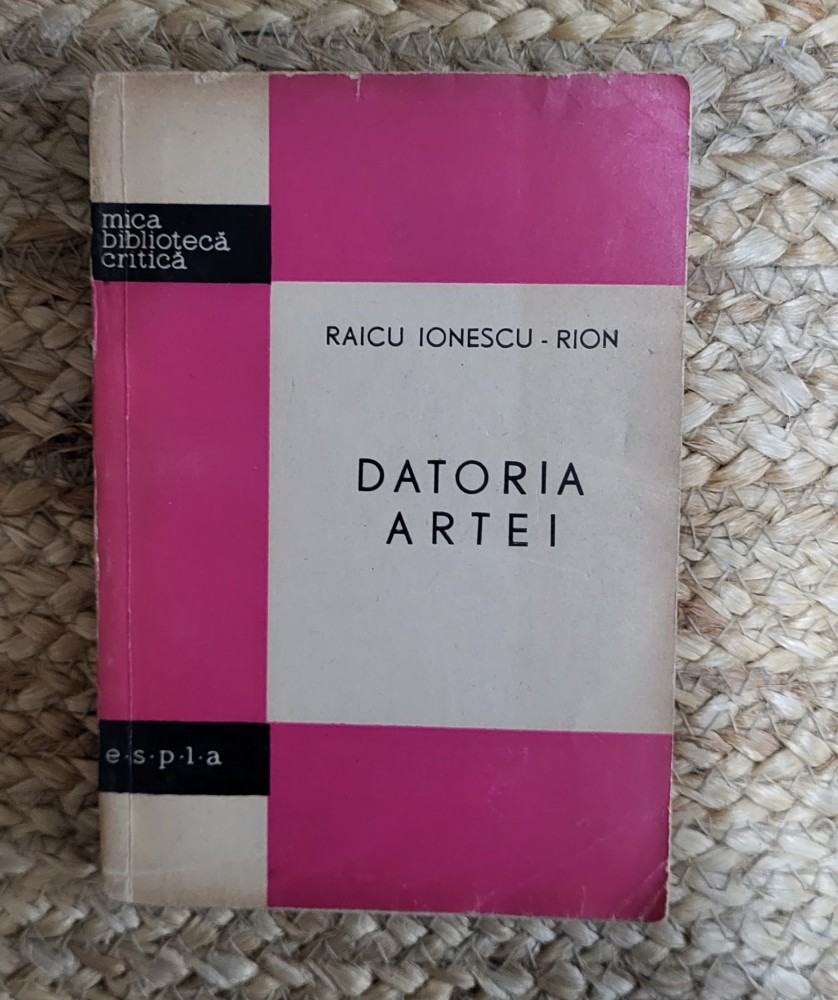 mica
bibliotecă
critică
RAICU IONESCU - RION
DATORIA
ARTEI
e·s·p·l·a